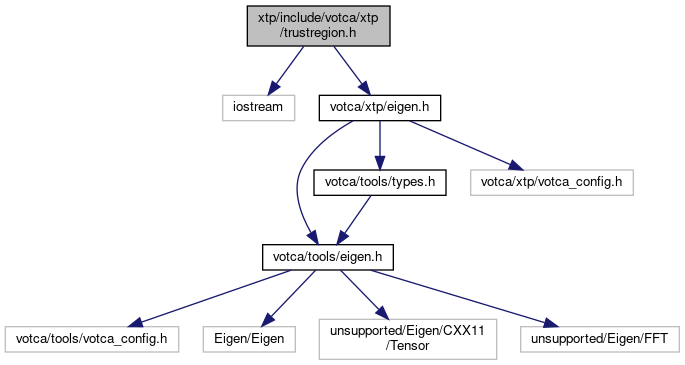 xtp/include/votca/xtp
/trustregion.h
iostream
votca/xtp/eigen.h
votca/tools/types.h
votca/xtp/votca_config.h
votca/tools/eigen.h
votca/tools/votca_config.h
Eigen/Eigen
unsupported/Eigen/CXX11
/Tensor
unsupported/Eigen/FFT